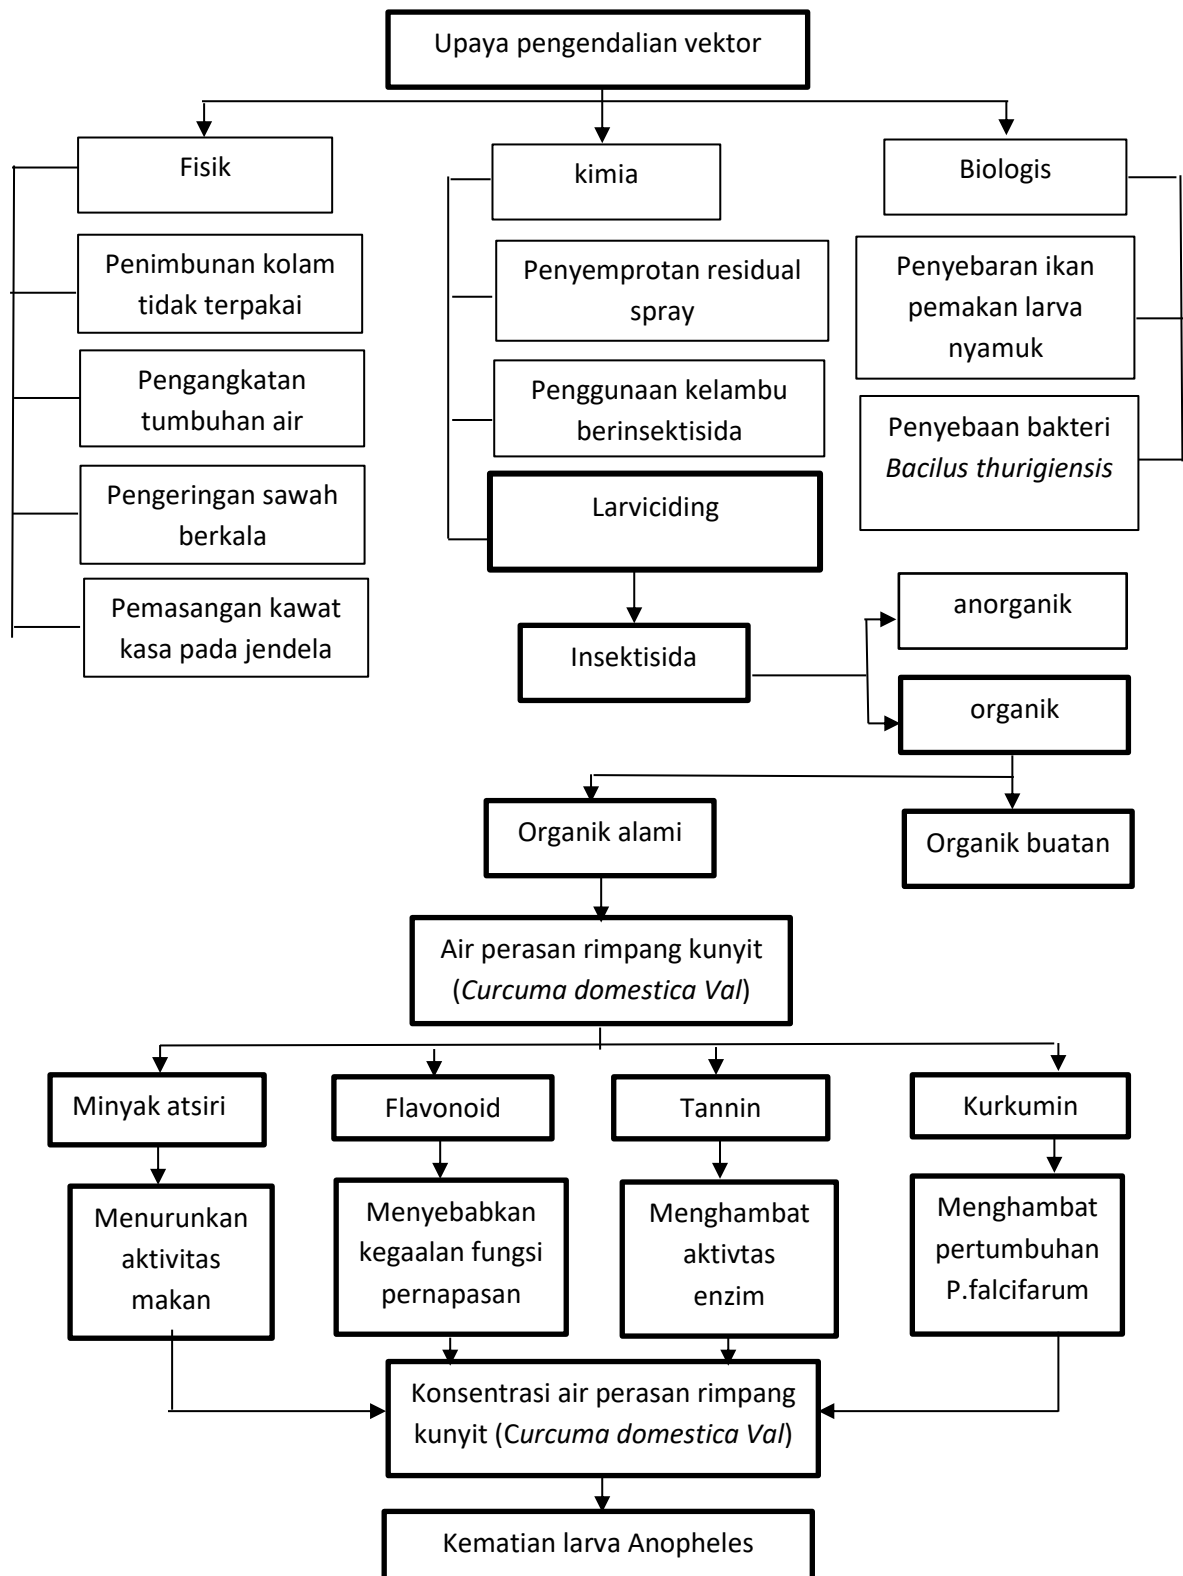 Upaya pengendalian vektor
Fisik
kimia
Biologis
Penimbunan kolam
tidak terpakai
Pengangkatan
tumbuhan air
Pengeringan sawah
berkala
Pemasangan kawat
kasa pada jendela
Penyemprotan residual
spray
Penggunaan kelambu
berinsektisida
Larviciding
Penyebaran ikan
pemakan larva
nyamuk
Penyebaan bakteri
Bacilus thurigiensis
Insektisida
anorganik
organik
Organik alami
Organik buatan
Air perasan rimpang kunyit
(Curcuma domestica Val)
Minyak atsiri
Flavonoid
Tannin
Kurkumin
Menurunkan
aktivitas
makan
Menyebabkan
kegaalan fungsi
pernapasan
Menghambat
aktivtas
enzim
Menghambat
pertumbuhan
P.falcifarum
Konsentrasi air perasan rimpang
kunyit (Curcuma domestica Val)
Kematian larva Anopheles